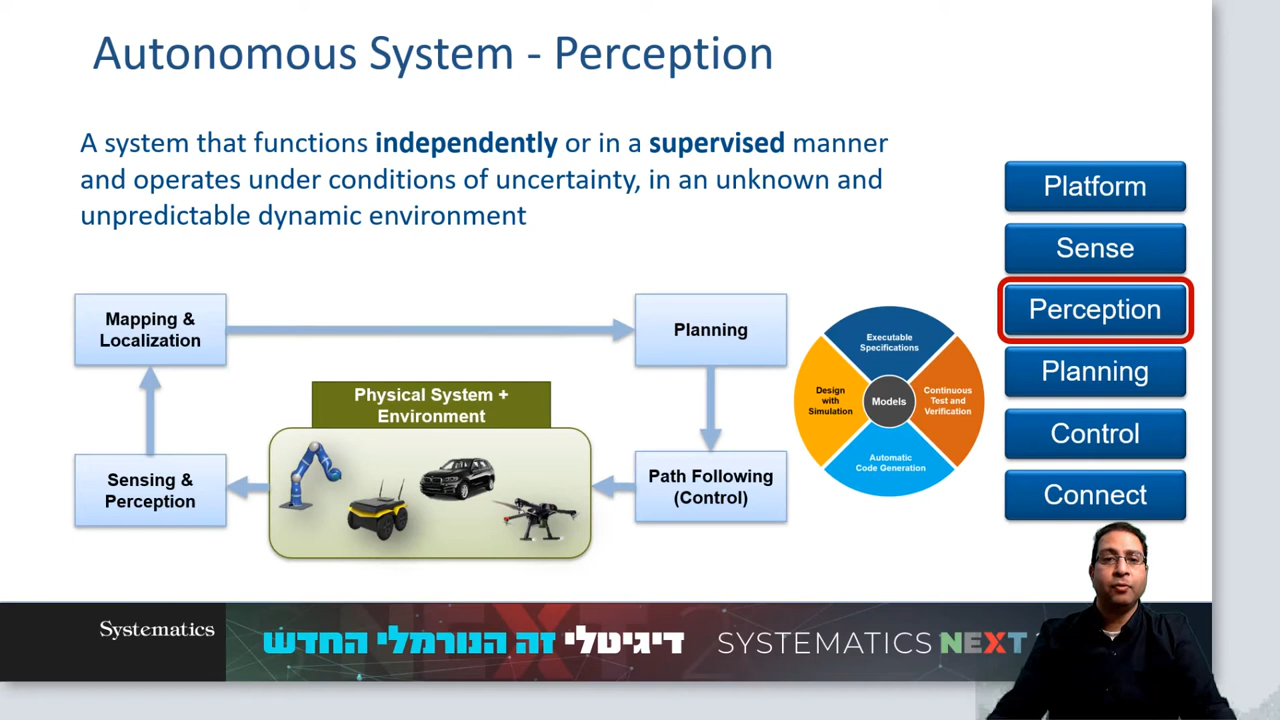 Autonomous System - Perception
A system that functions independently or in a supervised manner
and operates under conditions of uncertainty, in an unknown and
unpredictable dynamic environment
Mapping &
Localization
Planning
Physical System +
Environment
Sensing &
Perception
Path Following
(Control)
Executable
Specifications
Design
with
Simulation
Models
Continuous
Test and
Verification
Automatic
Code Generation
Platform
Sense
Perception
Planning
Control
Connect
Systematics
דיגיטלי זה הנורמלי החדש
SYSTEMATICS NEXT